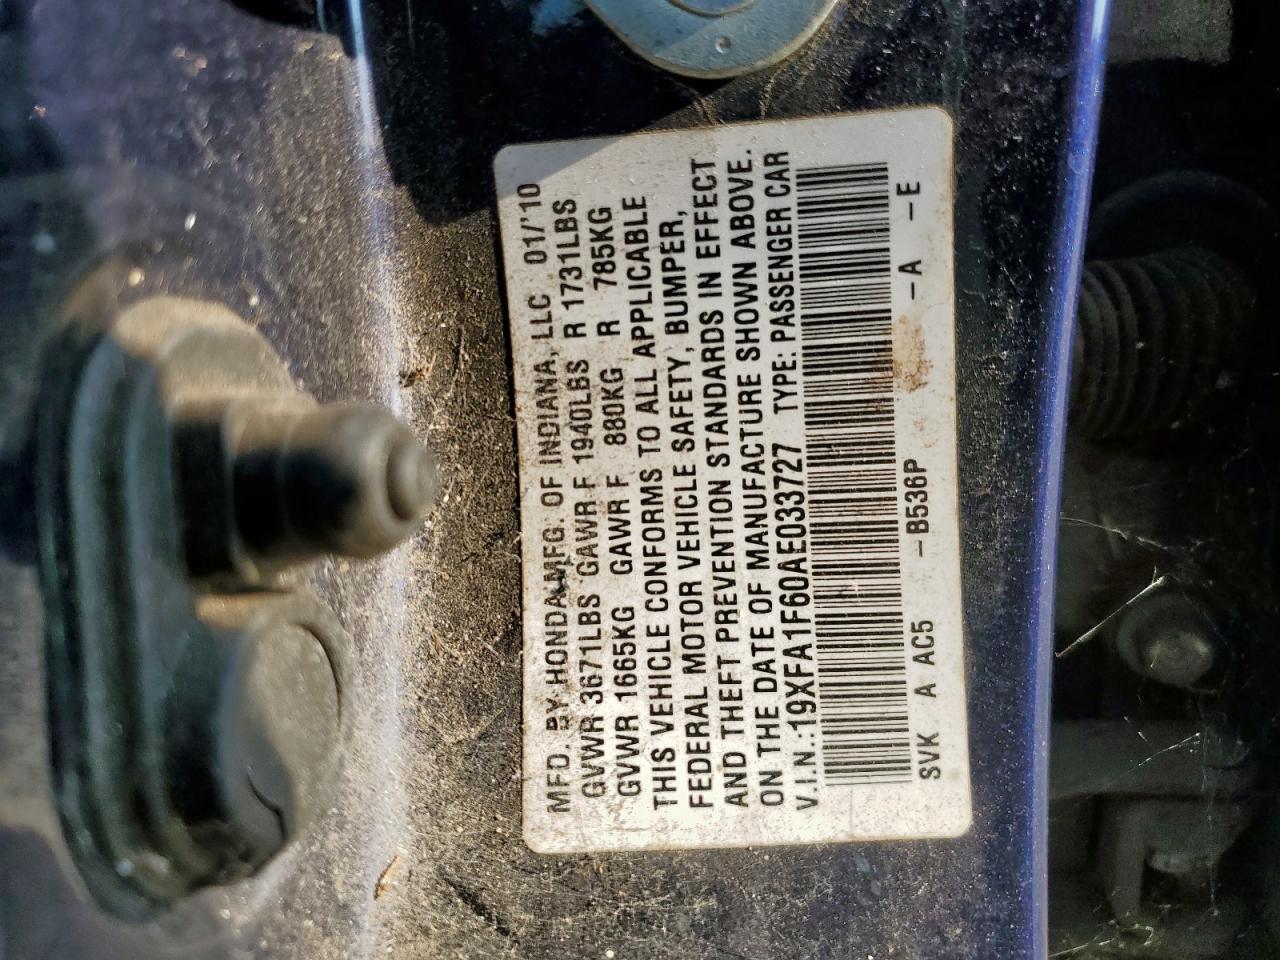 MFD. BY HONDA MFG. OF INDIANA, LLC 01/'10
GVWR 3671LBS GAWR F 1940LBS R 1731LBS
GVWR 1665KG GAWR F 880KG R 785KG
THIS VEHICLE CONFORMS TO ALL APPLICABLE
FEDERAL MOTOR VEHICLE SAFETY, BUMPER,
AND THEFT PREVENTION STANDARDS IN EFFECT
ON THE DATE OF MANUFACTURE SHOWN ABOVE.
V.I.N.:19XFA1F60AE033727 TYPE: PASSENGER CAR
SVK A AC5 -B536P -A -E